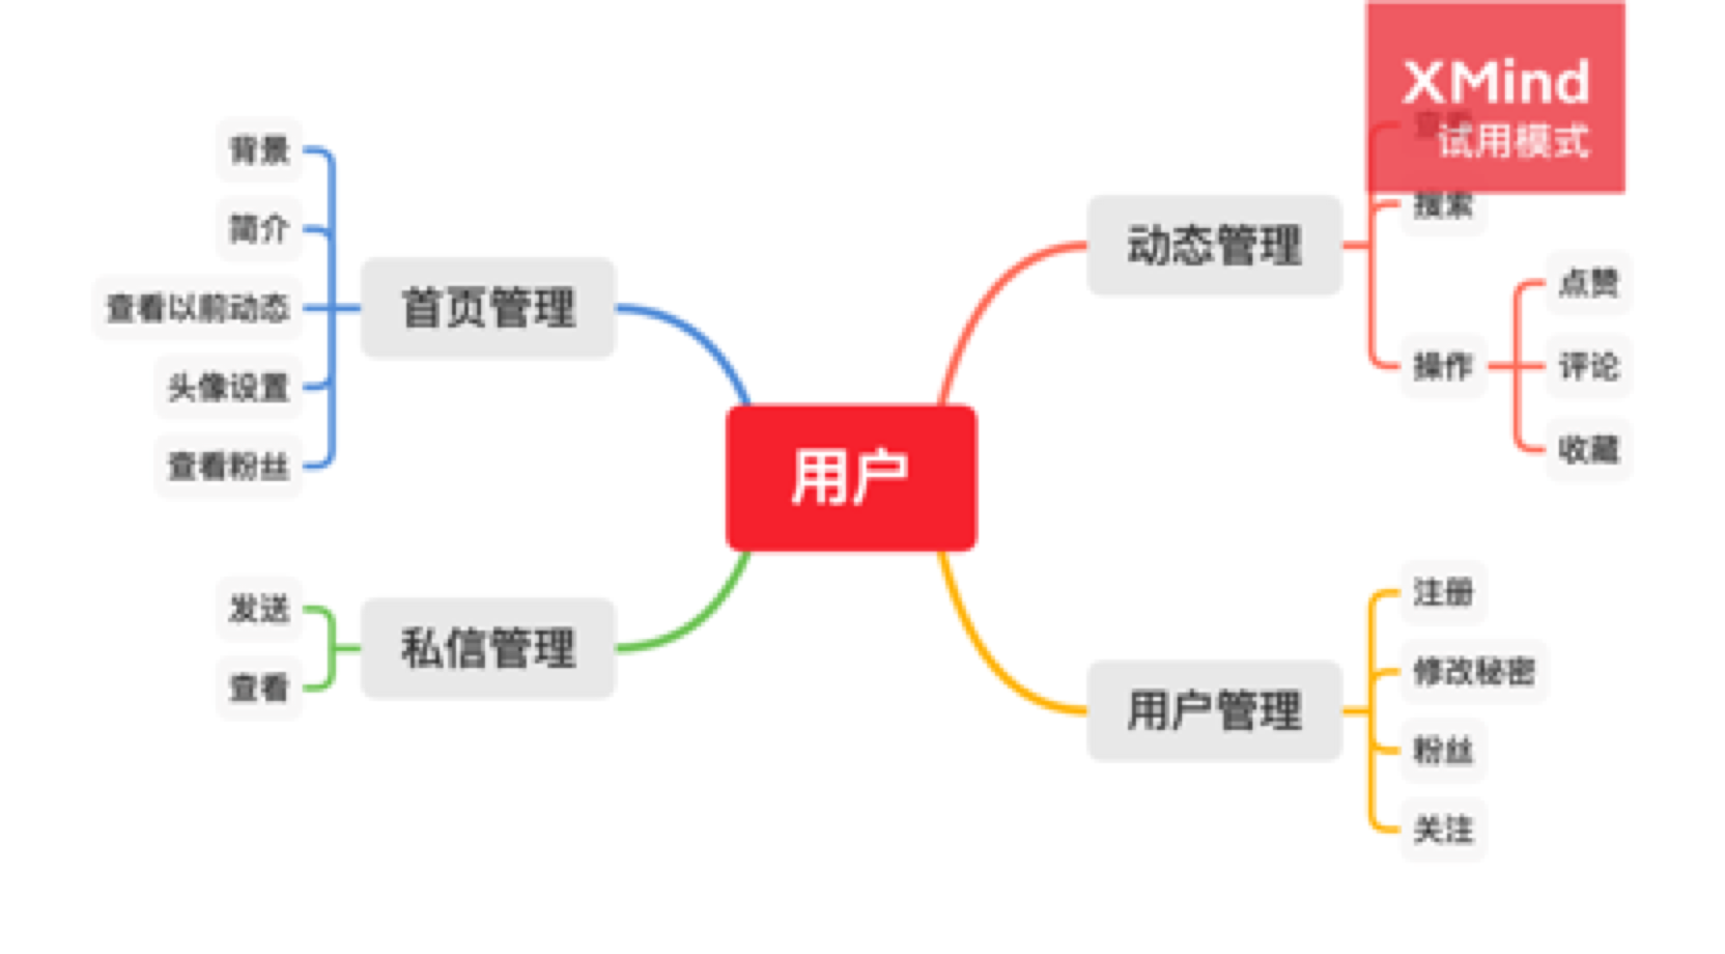 XMind
试用模式
背景
简介
查看以前动态
头像设置
查看粉丝
首页管理
发送
查看
私信管理
用户
动态管理
搜索
操作
点赞
评论
收藏
用户管理
注册
修改秘密
粉丝
关注